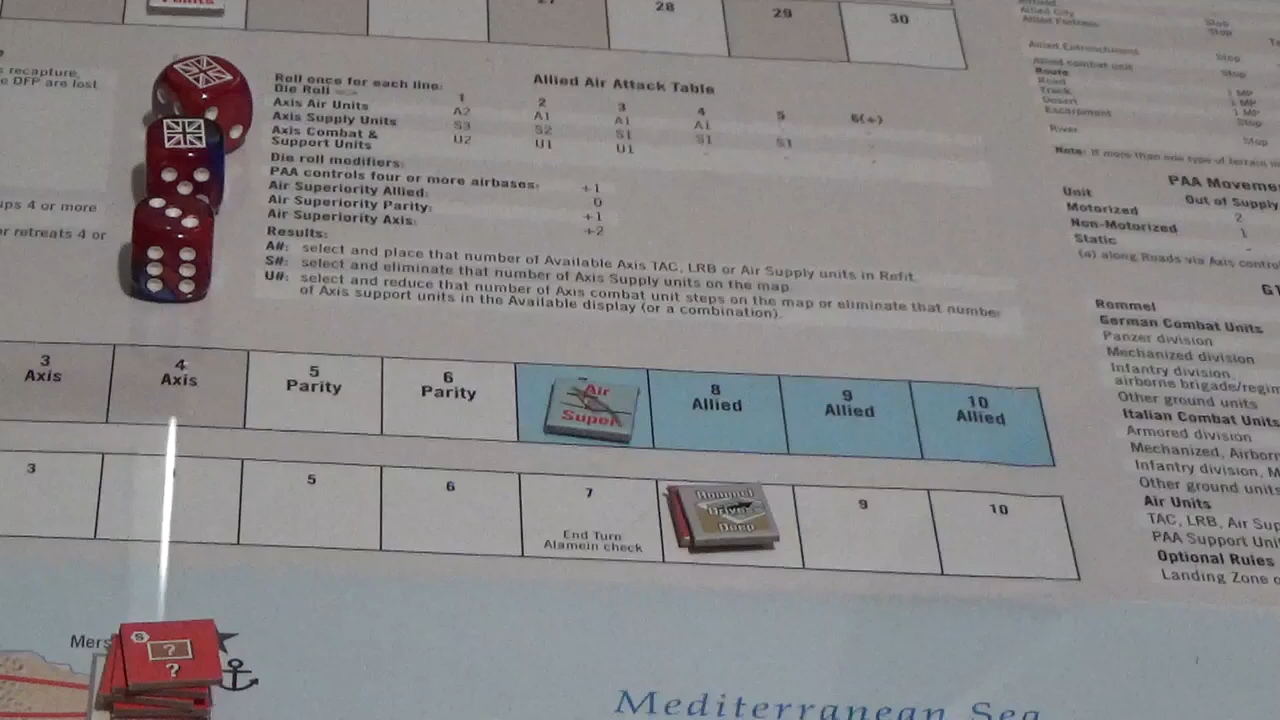 27
28
29
30
recapture,
e DFP are lost
ups 4 or more
or retreats 4 or
Allied Air Attack Table
Roll once for each line:
Die Roll 1 2 3 4 5 6(+)
Axis Air Units A2 A1 A1 A1 - -
Axis Supply Units S3 S2 S1 S1 S1 -
Axis Combat &
Support Units U2 U1 U1 - - -
Die roll modifiers:
PAA controls four or more airbases: +1
Air Superiority Allied: 0
Air Superiority Parity: +1
Air Superiority Axis: +2
Results:
A#: select and place that number of Available Axis TAC, LRB or Air Supply units in Refit.
S#: select and eliminate that number of Axis Supply units on the map.
U#: select and reduce that number of Axis combat unit steps on the map or eliminate that numbe
of Axis support units in the Available display (or a combination).
Allied City Stop
Allied Fortress Stop
Allied Entrenchment Stop
Allied combat unit Stop
Route
Road 1 MP
Track 1 MP
Desert 1 MP
Escarpment Stop
River Stop
Note: If more than one type of terrain
PAA Moveme
Unit Out of Supply
Motorized 2
Non-Motorized 1
Static -
(a) along Roads via Axis contro
Rommel
German Combat Units
Panzer division
Mechanized division
Infantry division,
airborne brigade/regim
Other ground units
Italian Combat Units
Armored division
Mechanized, Airborn
Infantry division, M
Other ground units
Air Units
TAC, LRB, Air Sup
PAA Support Uni
Optional Rules
Landing Zone
3 Axis
4 Axis
5 Parity
6 Parity
Air
Super
8 Allied
9 Allied
10 Allied
3
5
6
7
End Turn
Alamein check
Rommel
Drives
Deep
9
10
Mers
S
?
?
Mediterranean Sea